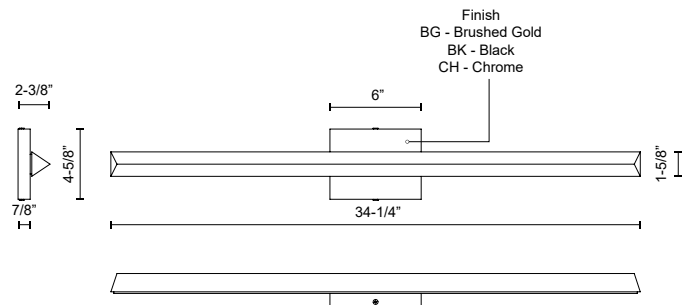 Finish
BG - Brushed Gold
BK - Black
CH - Chrome
2-3/8”
6”
4-5/8”
1-5/8”
7/8”
34-1/4”